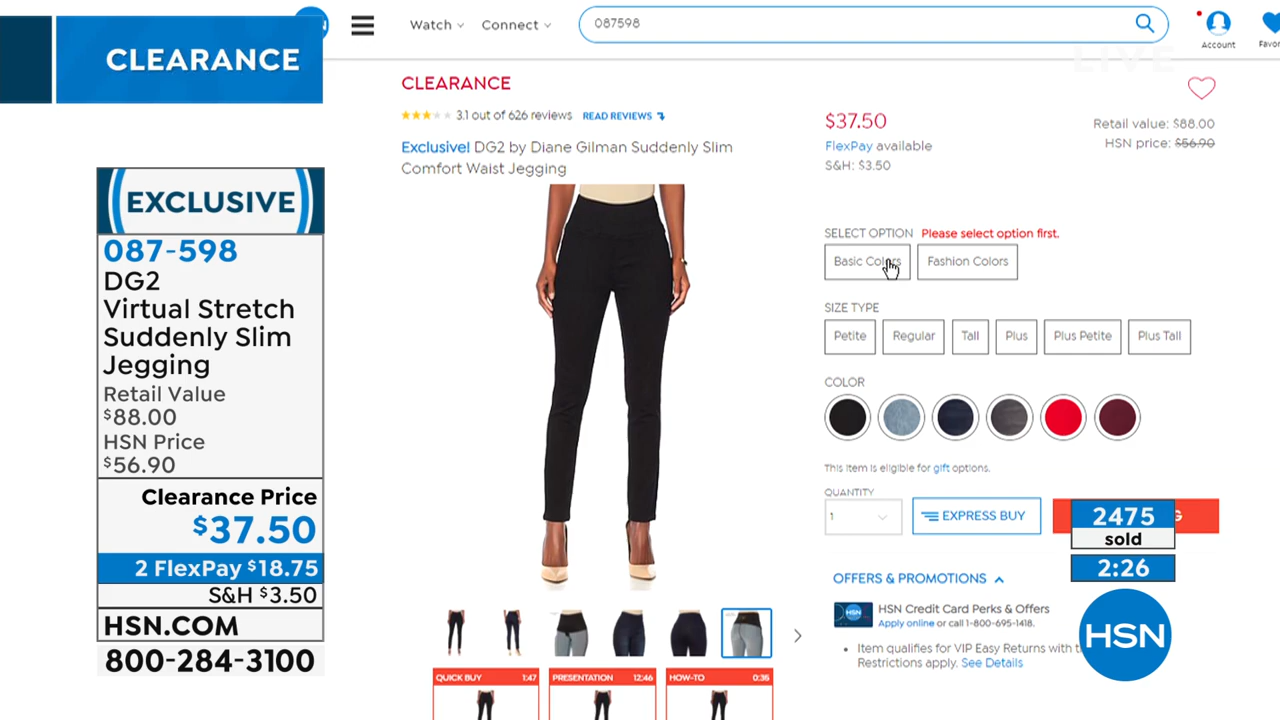 CLEARANCE
EXCLUSIVE
087-598
DG2
Virtual Stretch
Suddenly Slim
Jegging
Retail Value
$88.00
HSN Price
$56.90
Clearance Price
$37.50
2 FlexPay $18.75
S&H $3.50
HSN.COM
800-284-3100
Watch
Connect
087598
Account
LIVE
CLEARANCE
3.1 out of 626 reviews READ REVIEWS
Exclusive! DG2 by Diane Gilman Suddenly Slim
Comfort Waist Jegging
$37.50
FlexPay available
S&H: $3.50
Retail value: $88.00
HSN price: $56.90
SELECT OPTION Please select option first.
Basic Colors Fashion Colors
SIZE TYPE
Petite Regular Tall Plus Plus Petite Plus Tall
COLOR
This item is eligible for gift options.
QUANTITY
1
EXPRESS BUY
2475
sold
2:26
HSN
OFFERS & PROMOTIONS
HSN
HSN Credit Card Perks & Offers
Apply online or call 1-800-695-1418.
Item qualifies for VIP Easy Returns with
Restrictions apply. See Details
QUICK BUY 1:47
PRESENTATION 12:46
HOW-TO 0:35